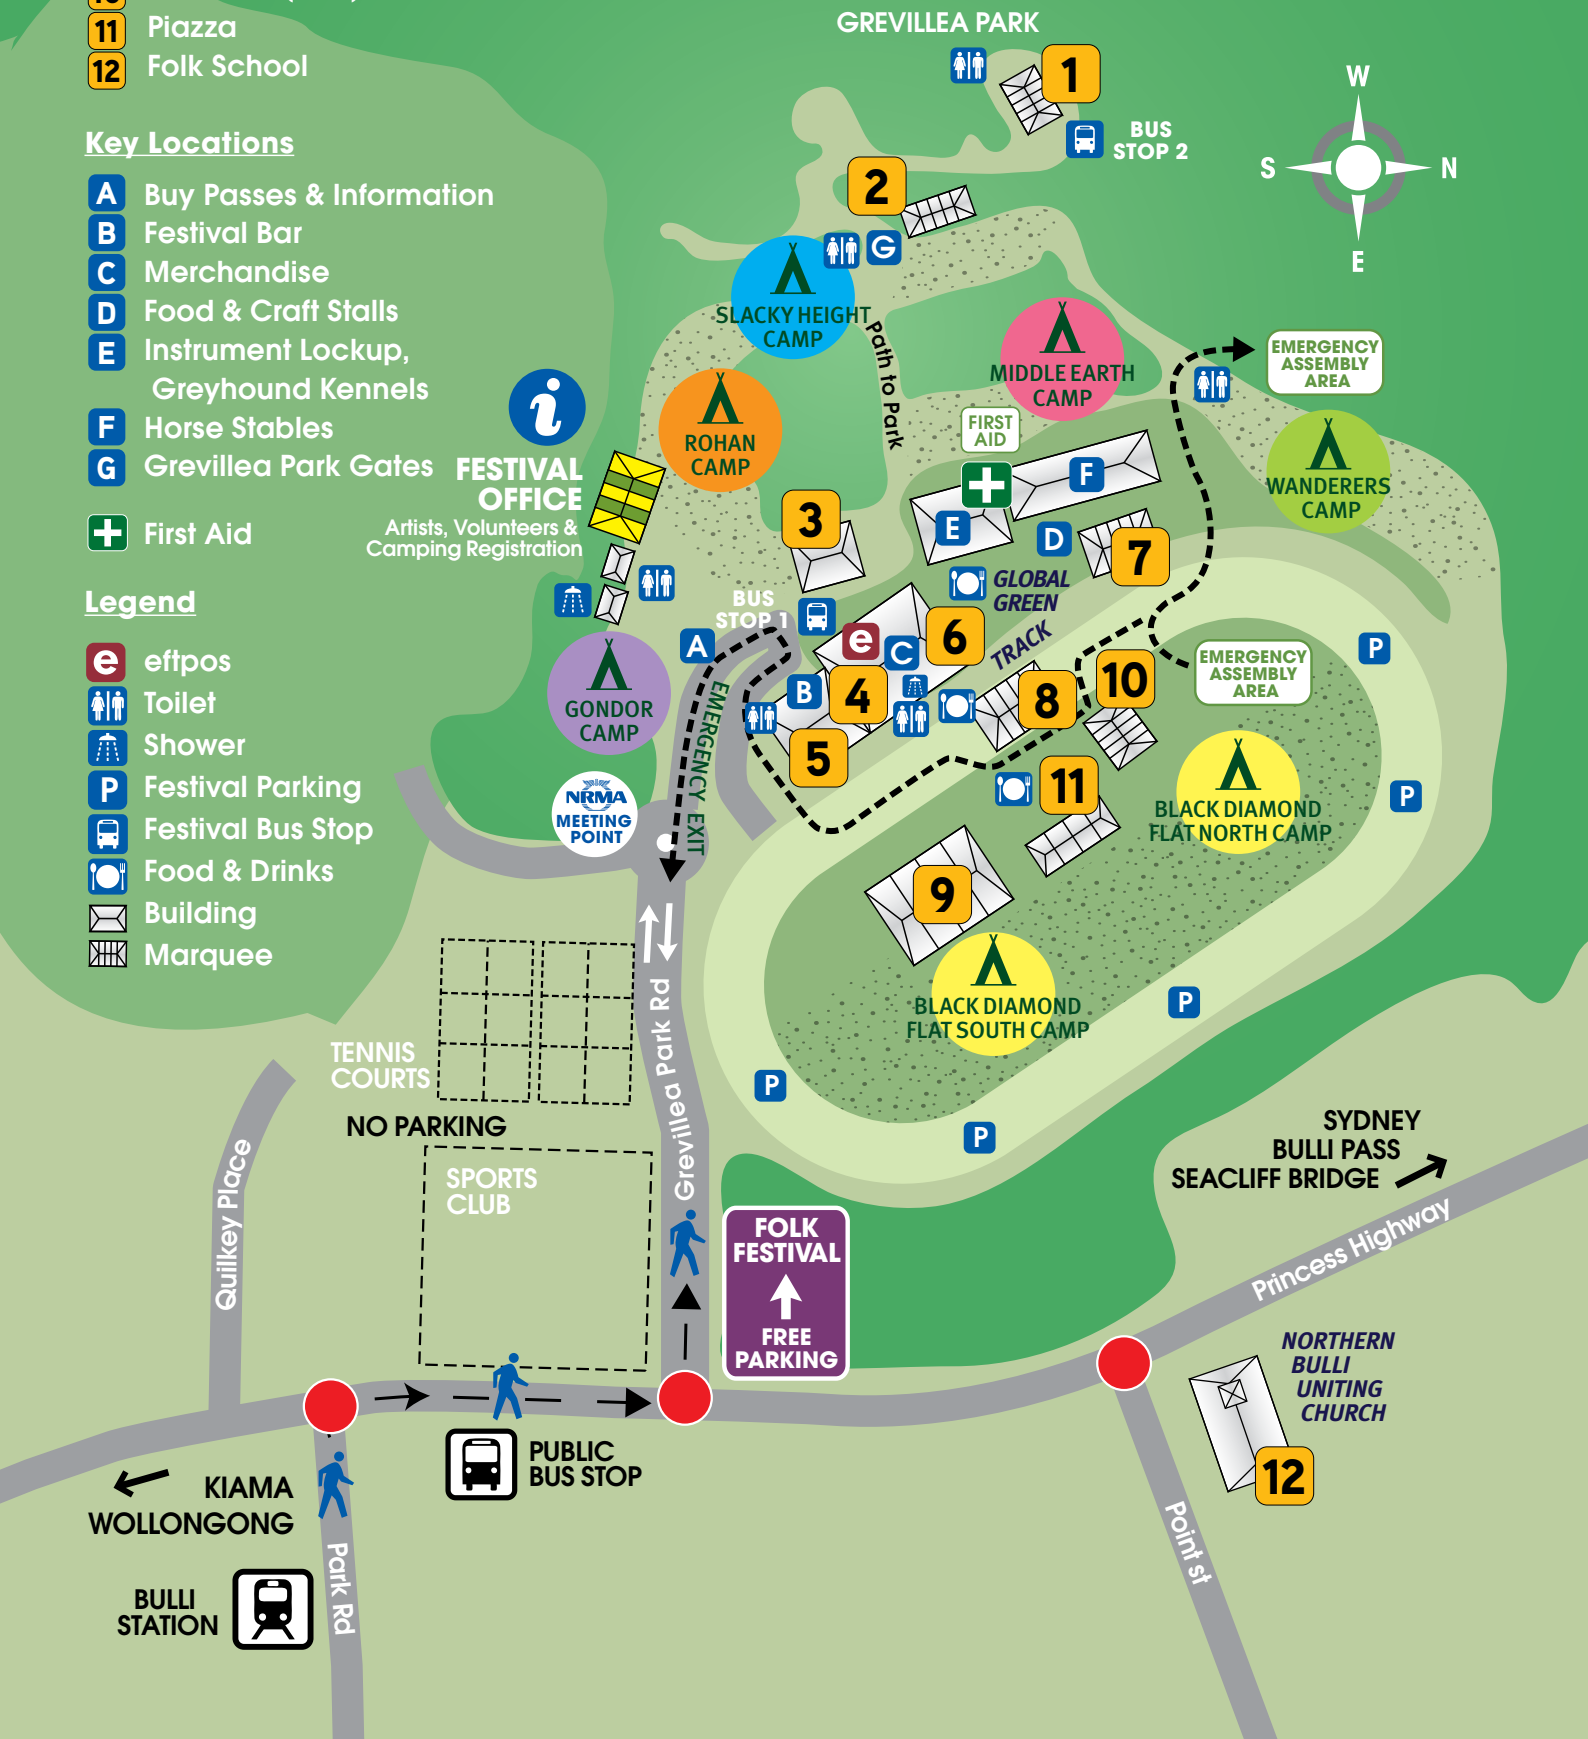 11 Piazza
12 Folk School
Key Locations
A Buy Passes & Information
B Festival Bar
C Merchandise
D Food & Craft Stalls
E Instrument Lockup,
Greyhound Kennels
F Horse Stables
G Grevillea Park Gates
First Aid
Legend
e eftpos
Toilet
Shower
P Festival Parking
Festival Bus Stop
Food & Drinks
Building
Marquee
GREVILLEA PARK
1
BUS
STOP 2
W
S N
E
2
G
SLACKY HEIGHT
CAMP
Path to Park
MIDDLE EARTH
CAMP
EMERGENCY
ASSEMBLY
AREA
i
FESTIVAL
OFFICE
Artists, Volunteers &
Camping Registration
ROHAN
CAMP
FIRST
AID
F
E
D
7
WANDERERS
CAMP
3
GLOBAL
GREEN
TRACK
BUS
STOP 1
A
e
C
6
B
4
5
8
10
EMERGENCY
ASSEMBLY
AREA
P
GONDOR
CAMP
EMERGENCY EXIT
NRMA
MEETING
POINT
11
BLACK DIAMOND
FLAT NORTH CAMP
P
9
BLACK DIAMOND
FLAT SOUTH CAMP
P
P
P
TENNIS
COURTS
NO PARKING
SPORTS
CLUB
Grevillea Park Rd
Quilkey Place
FOLK
FESTIVAL
FREE
PARKING
SYDNEY
BULLI PASS
SEACLIFF BRIDGE
Princess Highway
NORTHERN
BULLI
UNITING
CHURCH
12
Point st
PUBLIC
BUS STOP
KIAMA
WOLLONGONG
Park Rd
BULLI
STATION